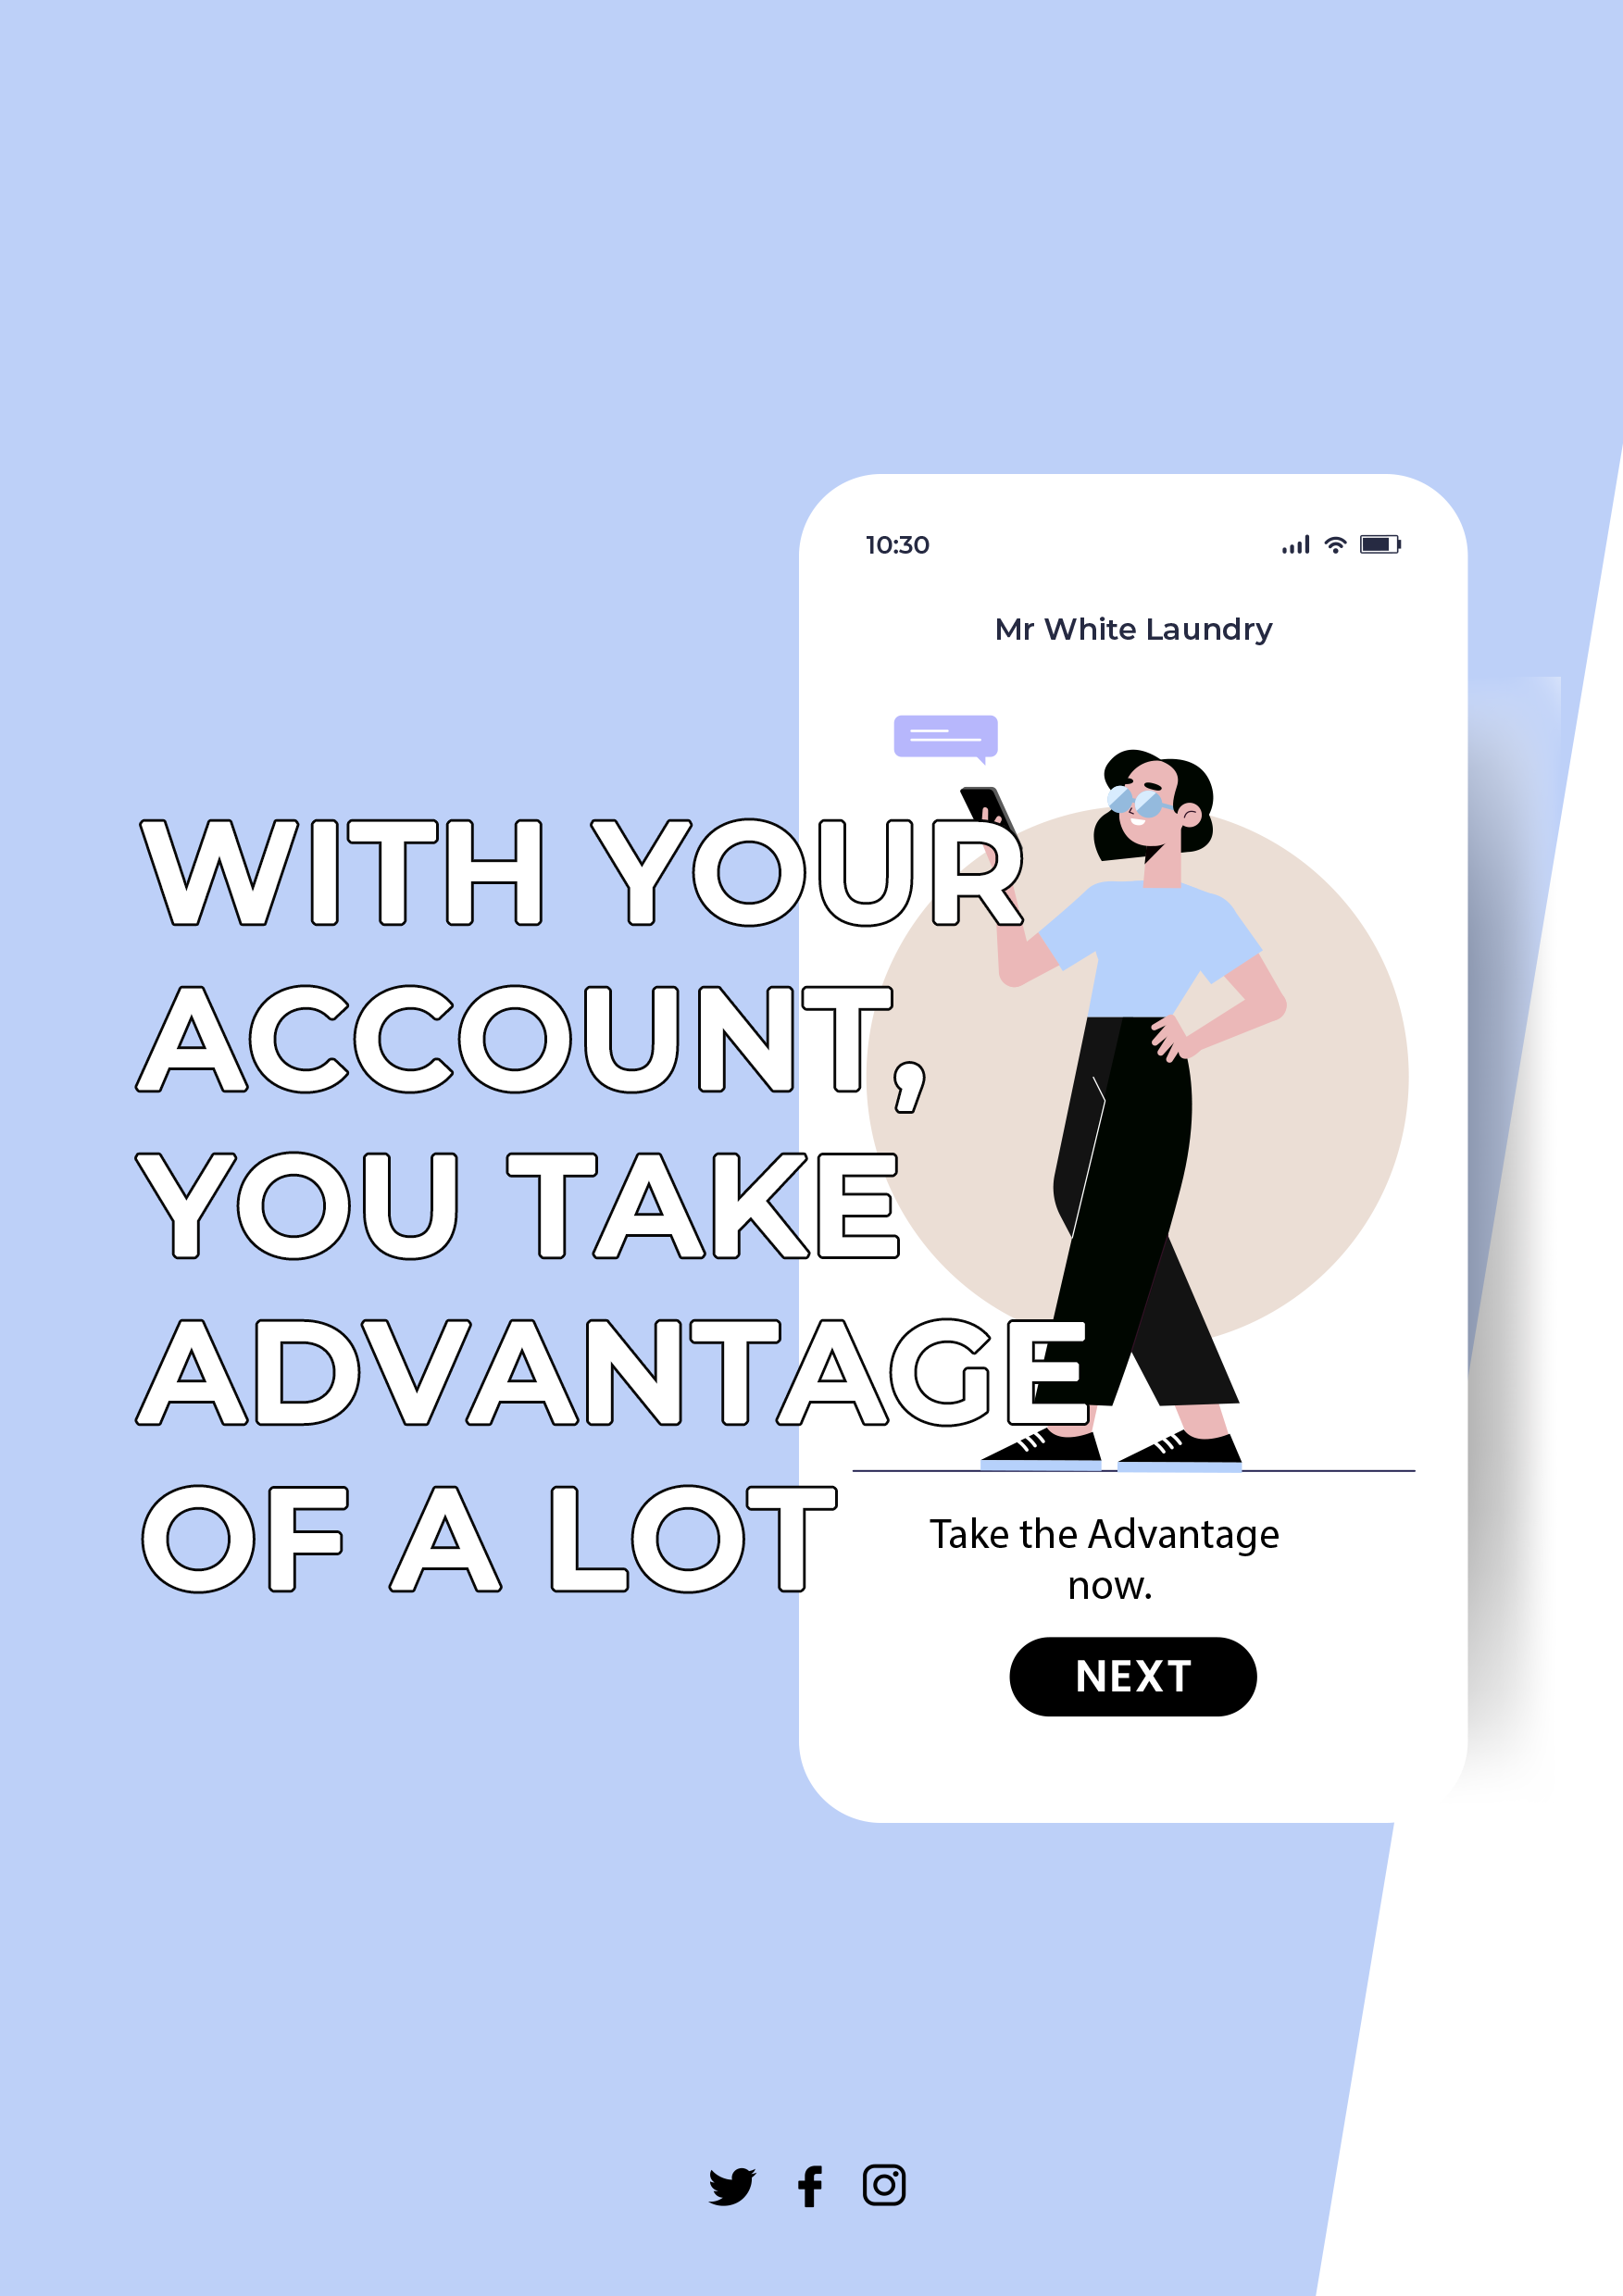 10:30
Mr White Laundry
WITH YOUR
ACCOUNT,
YOU TAKE
ADVANTAGE
OF A LOT
Take the Advantage
now.
NEXT